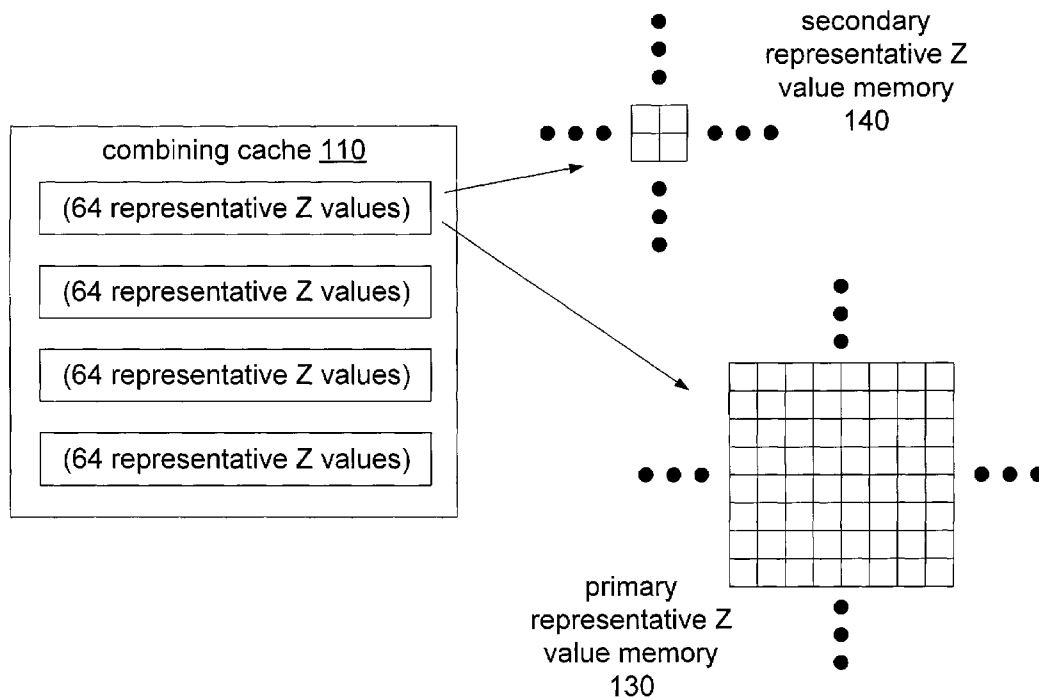 secondary
representative Z
value memory
140
combining cache 110
(64 representative Z values)
(64 representative Z values)
(64 representative Z values)
(64 representative Z values)
primary
representative Z
value memory
130